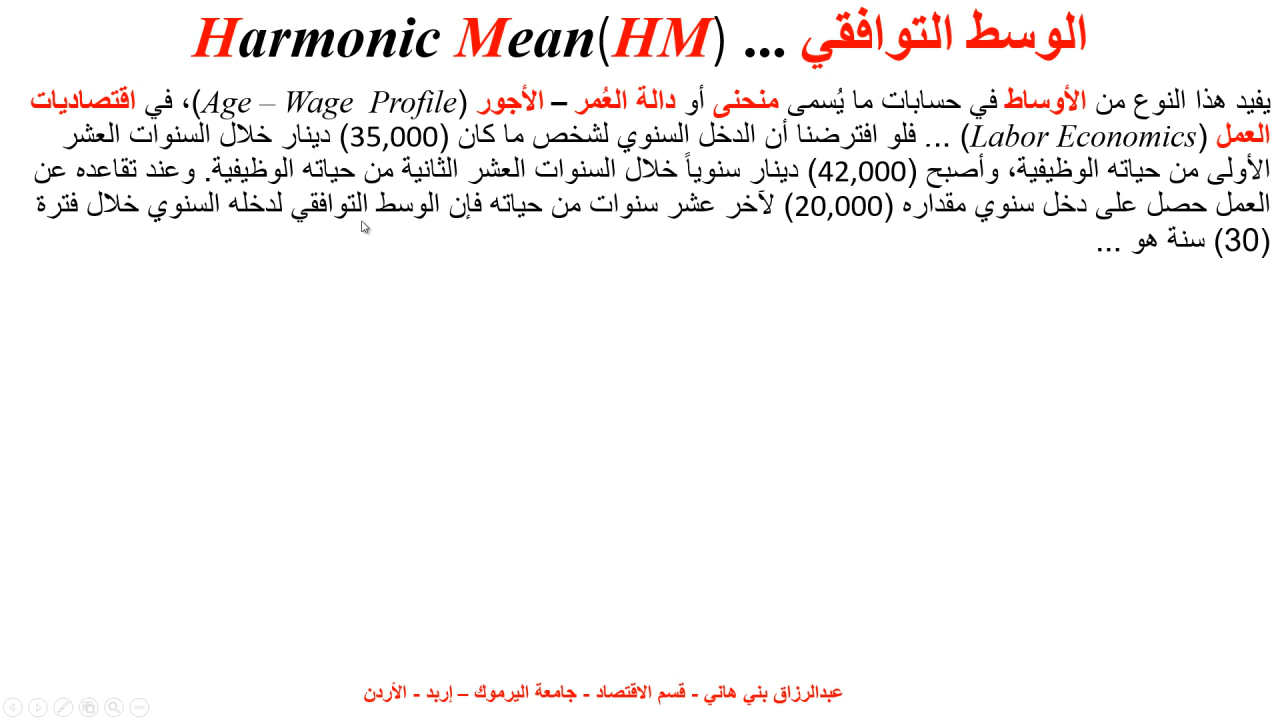 الوسط التوافقي ... Harmonic Mean(HM)
يفيد هذا النوع من الأوساط في حسابات ما يُسمى منحنى أو دالة العُمر – الأجور (Age – Wage Profile)، في اقتصاديات
العمل (Labor Economics) ... فلو افترضنا أن الدخل السنوي لشخص ما كان (35,000) دينار خلال السنوات العشر
الأولى من حياته الوظيفية، وأصبح (42,000) دينار سنوياً خلال السنوات العشر الثانية من حياته الوظيفية. وعند تقاعده عن
العمل حصل على دخل سنوي مقداره (20,000) لآخر عشر سنوات من حياته فإن الوسط التوافقي لدخله السنوي خلال فترة
(30) سنة هو ...
عبدالرزاق بني هاني - قسم الاقتصاد - جامعة اليرموك – إربد - الأردن